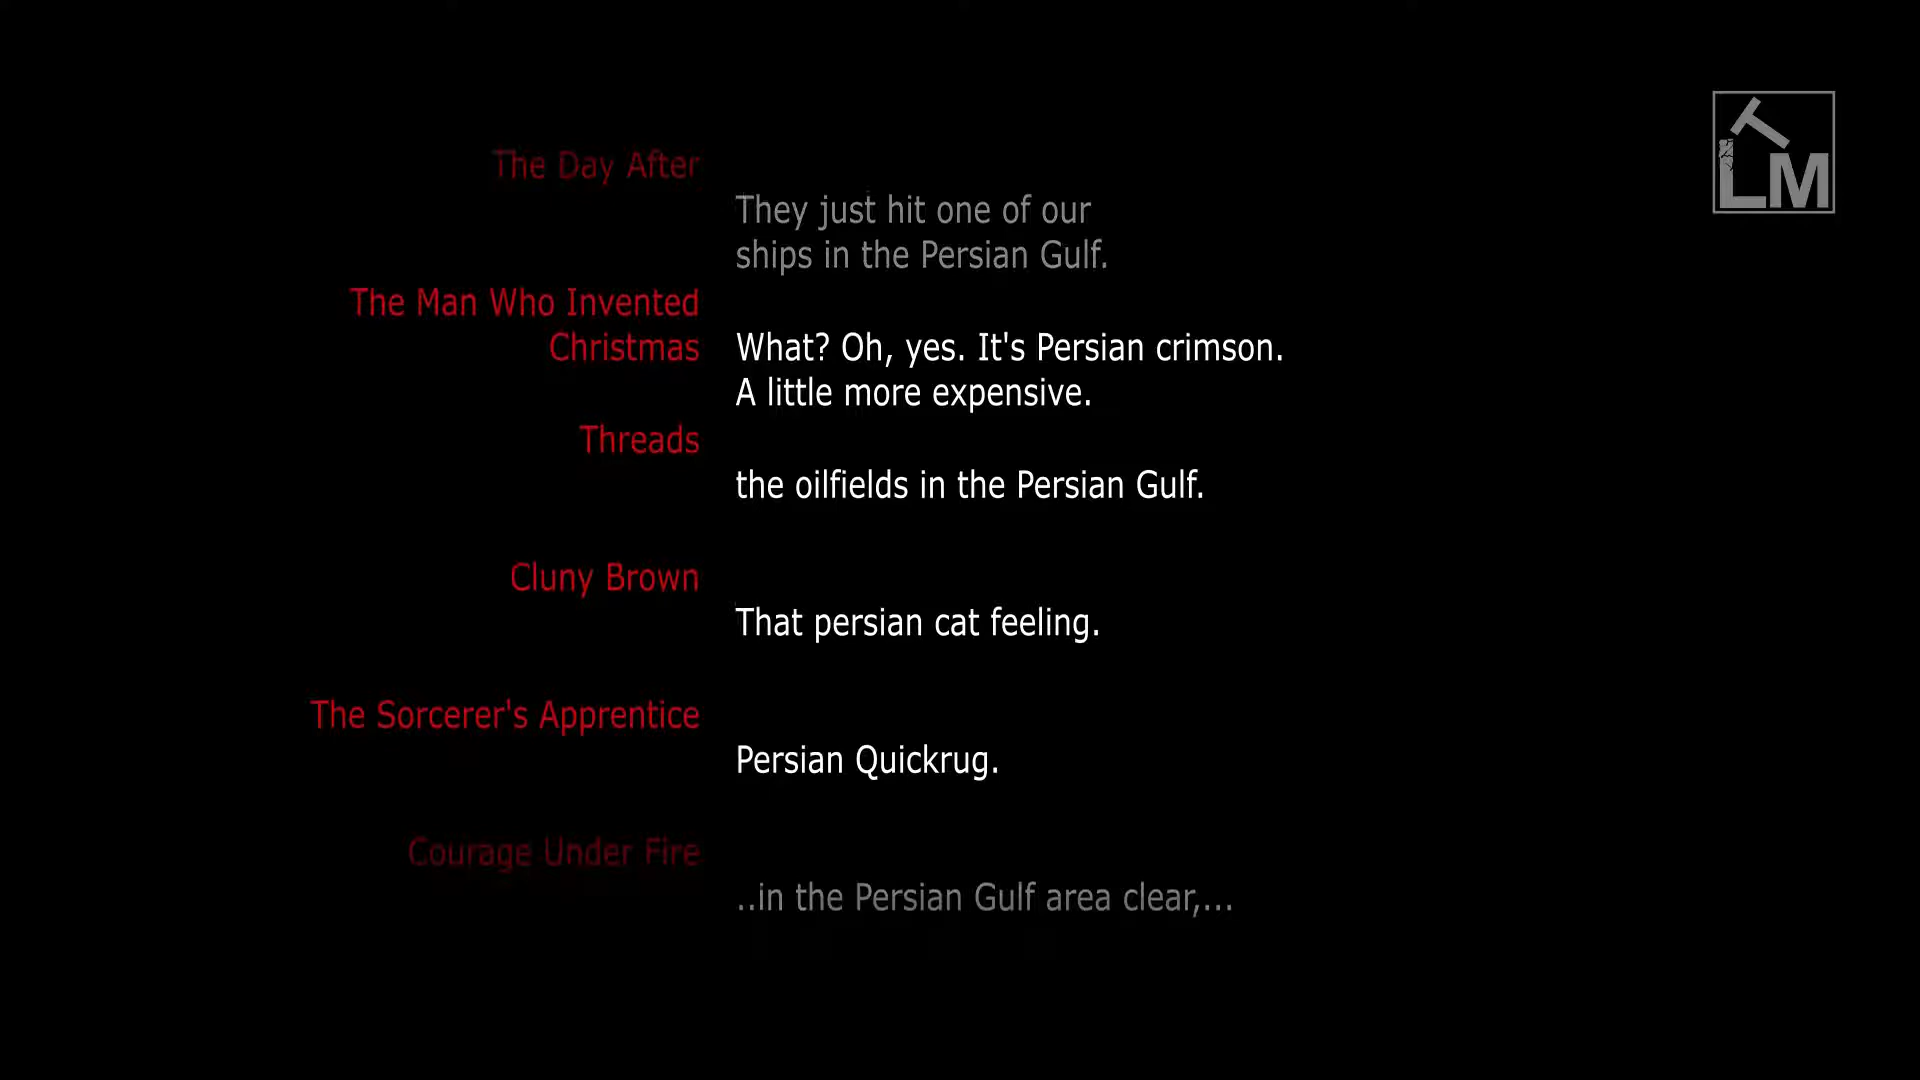 The Day After
They just hit one of our
ships in the Persian Gulf.
The Man Who Invented
Christmas
What? Oh, yes. It's Persian crimson.
A little more expensive.
Threads
the oilfields in the Persian Gulf.
Cluny Brown
That persian cat feeling.
The Sorcerer's Apprentice
Persian Quickrug.
Courage Under Fire
..in the Persian Gulf area clear,...
TLM